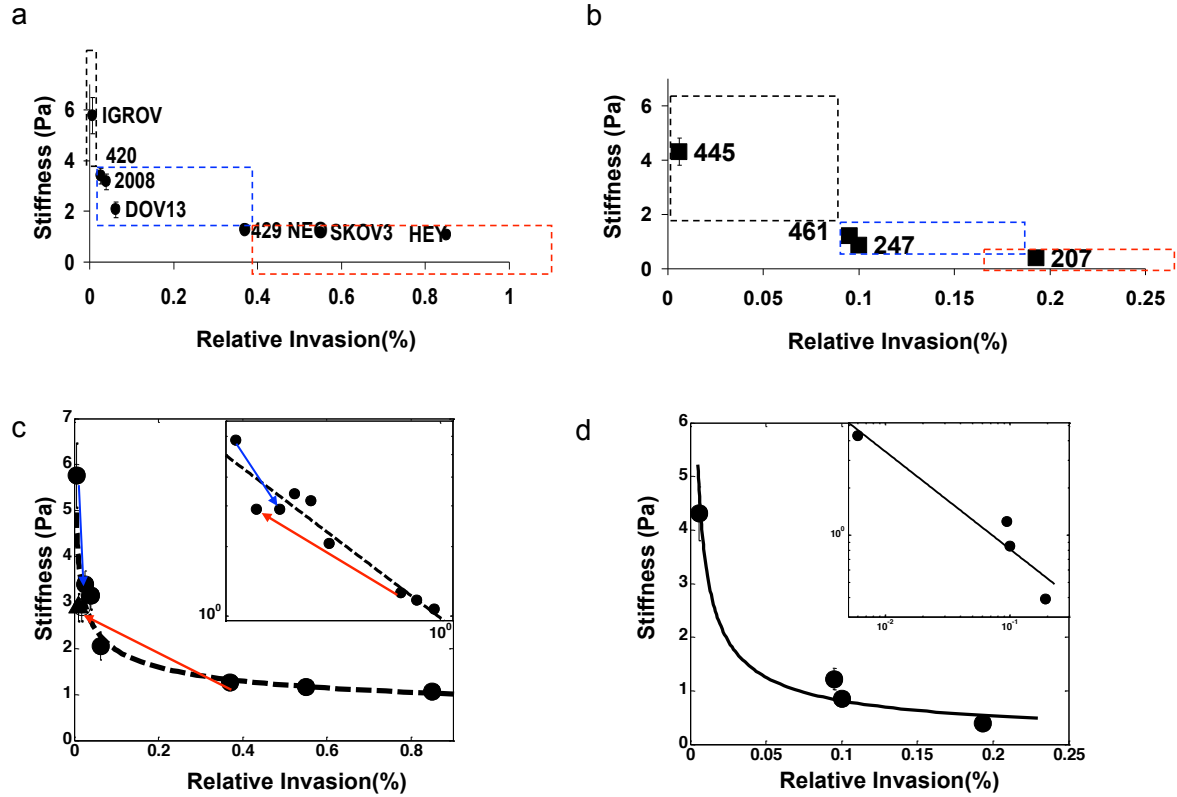 a
Stiffness (Pa)
6
4
2
0
IGROV
420
2008
DOV13
429 NEO
SKOV3
HEY
0 0.2 0.4 0.6 0.8 1
Relative Invasion(%)
b
Stiffness (Pa)
6
4
2
0
445
461
247
207
0 0.05 0.1 0.15 0.2 0.25
Relative Invasion(%)
c
Stiffness (Pa)
7
6
5
4
3
2
1
0
10⁰
10⁰
0 0.2 0.4 0.6 0.8
Relative Invasion(%)
d
Stiffness (Pa)
6
5
4
3
2
1
0
10⁰
10⁻² 10⁻¹
0 0.05 0.1 0.15 0.2 0.25
Relative Invasion(%)